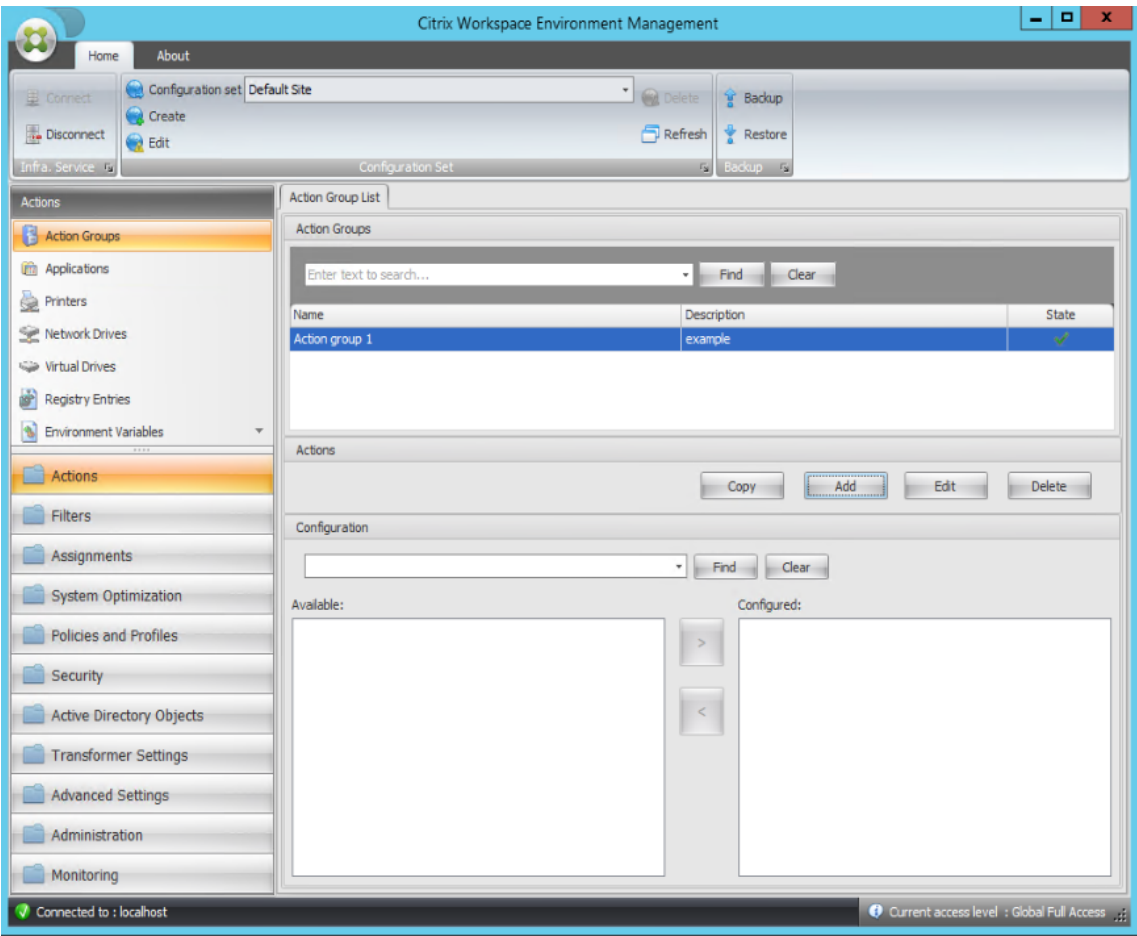 Citrix Workspace Environment Management
Home About
Connect
Disconnect
Infra. Service
Configuration set Default Site
Create
Edit
Delete
Refresh
Configuration Set
Backup
Restore
Backup
Actions
Action Groups
Applications
Printers
Network Drives
Virtual Drives
Registry Entries
Environment Variables
Actions
Filters
Assignments
System Optimization
Policies and Profiles
Security
Active Directory Objects
Transformer Settings
Advanced Settings
Administration
Monitoring
Action Group List
Action Groups
Enter text to search... Find Clear
Name Description State
Action group 1 example
Actions
Copy Add Edit Delete
Configuration
Find Clear
Available: Configured:
>
<
Connected to : localhost
Current access level : Global Full Access